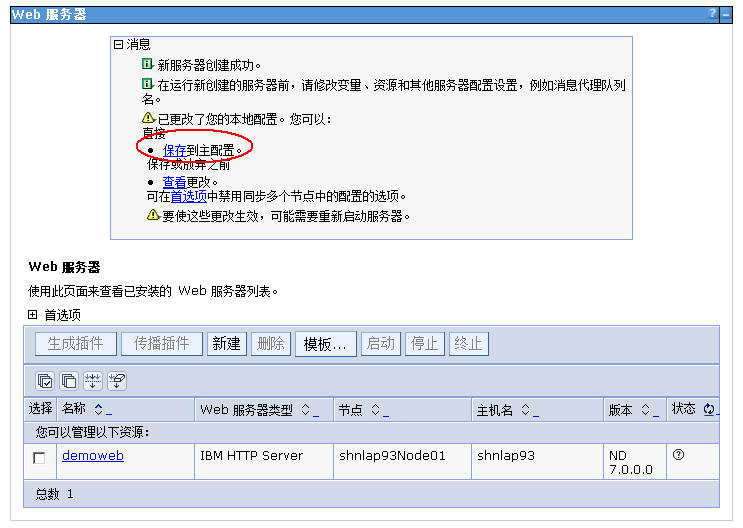 Web 服务器
? -
消息
新服务器创建成功。
在运行新创建的服务器前，请修改变量、资源和其他服务器配置设置，例如消息代理队列
名。
已更改了您的本地配置。您可以：
直接
• 保存到主配置。
保存或放弃之前
• 查看更改。
可在首选项中禁用同步多个节点中的配置的选项。
要使这些更改生效，可能需要重新启动服务器。
Web 服务器
使用此页面来查看已安装的 Web 服务器列表。
首选项
生成插件 传播插件 新建 删除 模板... 启动 停止 终止
选择 名称 Web 服务器类型 节点 主机名 版本 状态
您可以管理以下资源：
demoweb IBM HTTP Server shnlap93Node01 shnlap93 ND
7.0.0.0
总数 1